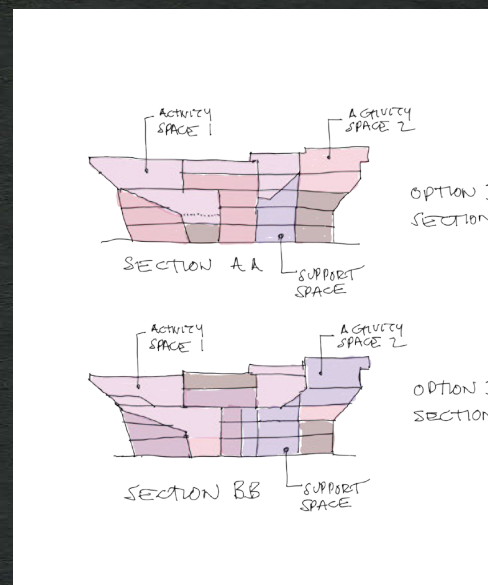 ACTIVITY
SPACE 1
ACTIVITY
SPACE 2
OPTION
SECTION
SECTION AA
SUPPORT
SPACE
ACTIVITY
SPACE 1
ACTIVITY
SPACE 2
OPTION
SECTION
SECTION BB
SUPPORT
SPACE